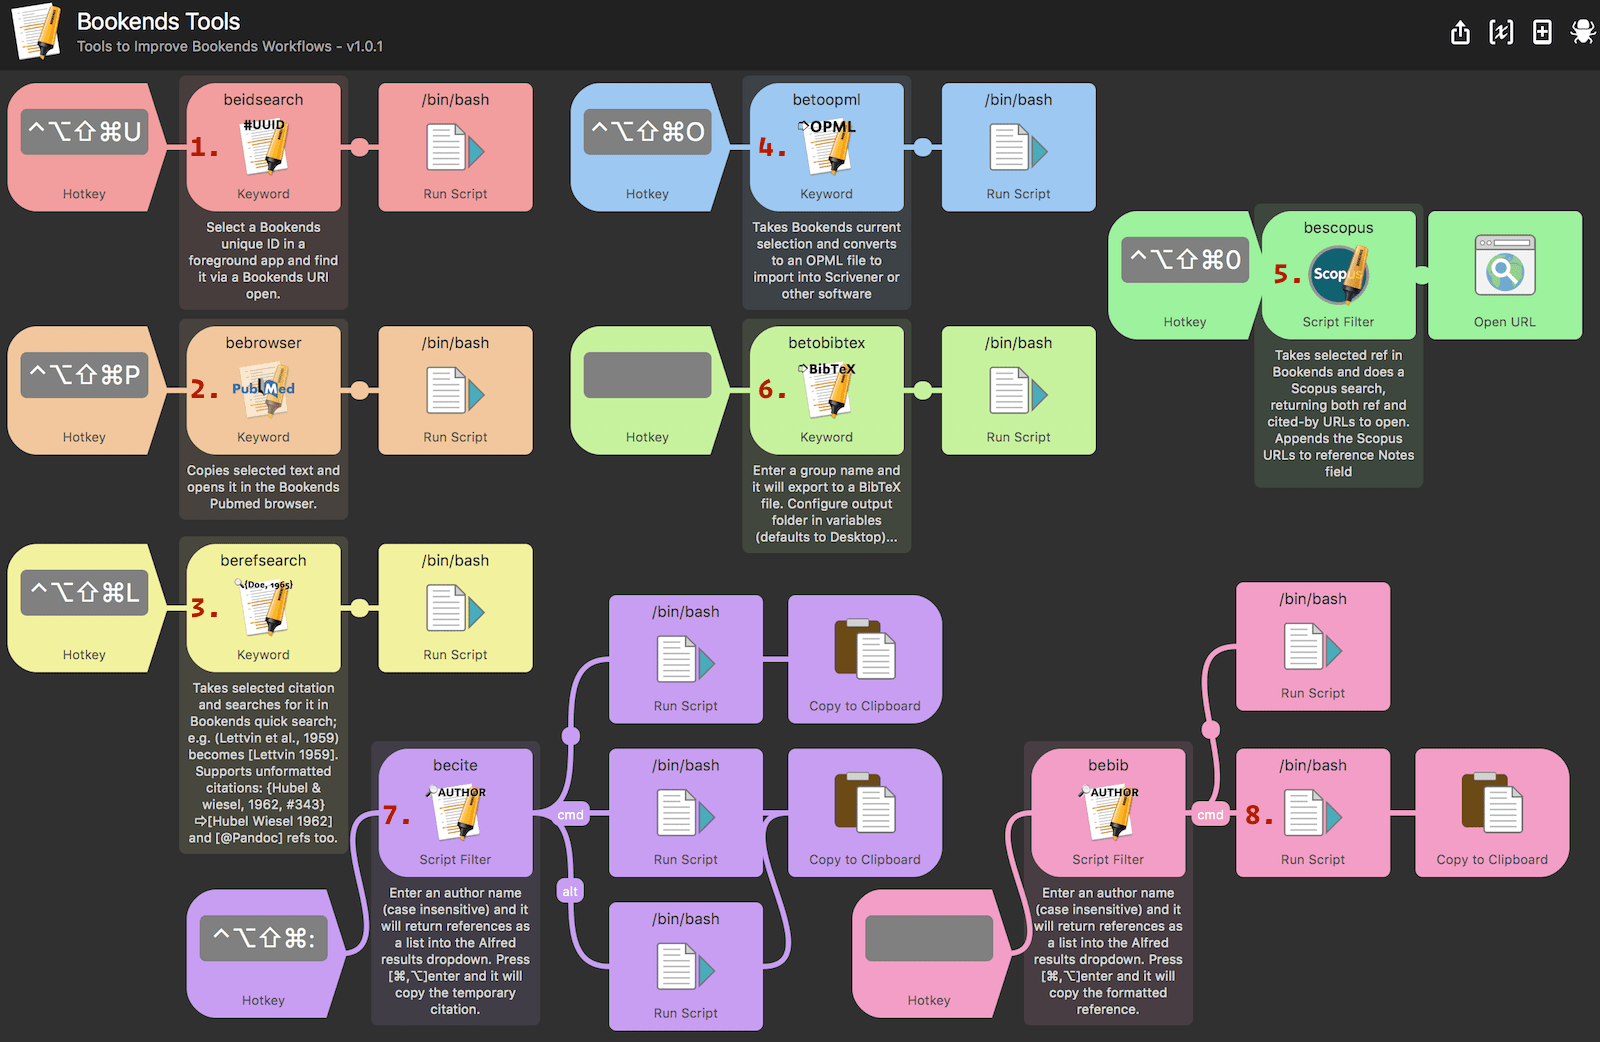 Bookends Tools
Tools to Improve Bookends Workflows - v1.0.1
^⌥⇧⌘U
Hotkey
1.
beidsearch
#UUID
Keyword
Select a Bookends
unique ID in a
foreground app and find
it via a Bookends URI
open.
/bin/bash
Run Script
^⌥⇧⌘O
Hotkey
4.
betoopml
⇨OPML
Keyword
Takes Bookends current
selection and converts
to an OPML file to
import into Scrivener or
other software
/bin/bash
Run Script
^⌥⇧⌘0
Hotkey
5.
bescopus
Scopus
Script Filter
Takes selected ref in
Bookends and does a
Scopus search,
returning both ref and
cited-by URLs to open.
Appends the Scopus
URLs to reference Notes
field
Open URL
^⌥⇧⌘P
Hotkey
2.
bebrowser
PubMed
Keyword
Copies selected text and
opens it in the Bookends
Pubmed browser.
/bin/bash
Run Script
Hotkey
6.
betobibtex
⇨BibTeX
Keyword
Enter a group name and
it will export to a BibTeX
file. Configure output
folder in variables
(defaults to Desktop)...
/bin/bash
Run Script
^⌥⇧⌘L
Hotkey
3.
berefsearch
{Doe, 1965}
Keyword
Takes selected citation
and searches for it in
Bookends quick search;
e.g. (Lettvin et al., 1959)
becomes [Lettvin 1959].
Supports unformatted
citations: {Hubel &
wiesel, 1962, #343}
⇨[Hubel Wiesel 1962]
and [@Pandoc] refs too.
/bin/bash
Run Script
^⌥⇧⌘:
Hotkey
7.
becite
AUTHOR
Script Filter
Enter an author name
(case insensitive) and it
will return references as
a list into the Alfred
results dropdown. Press
[⌘,⌥]enter and it will
copy the temporary
citation.
cmd
alt
/bin/bash
Run Script
Copy to Clipboard
/bin/bash
Run Script
Copy to Clipboard
/bin/bash
Run Script
Hotkey
bebib
AUTHOR
Script Filter
Enter an author name
(case insensitive) and it
will return references as
a list into the Alfred
results dropdown. Press
[⌘,⌥]enter and it will
copy the formatted
reference.
cmd
/bin/bash
Run Script
8.
/bin/bash
Run Script
Copy to Clipboard